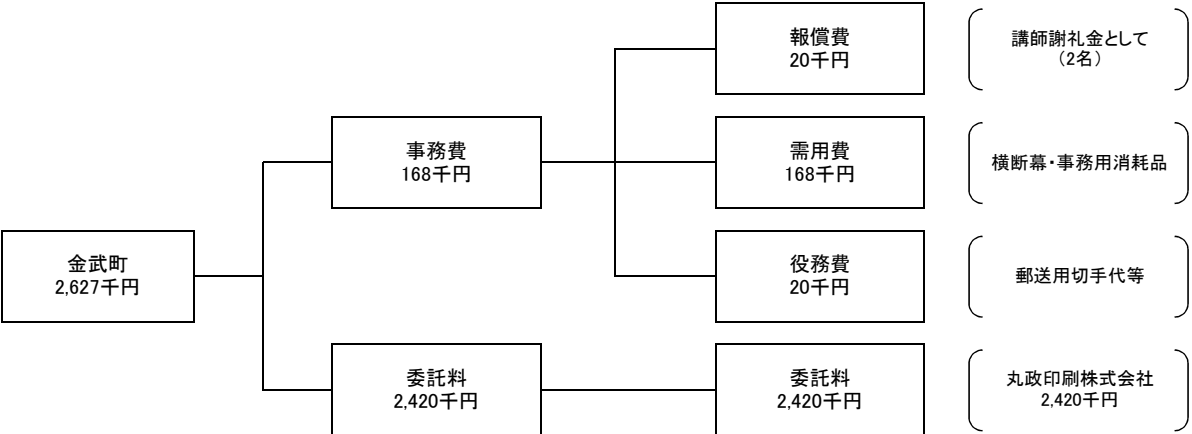 報償費
20千円
講師謝礼金として
（2名）
事務費
168千円
需用費
168千円
横断幕・事務用消耗品
金武町
2,627千円
役務費
20千円
郵送用切手代等
委託料
2,420千円
委託料
2,420千円
丸政印刷株式会社
2,420千円